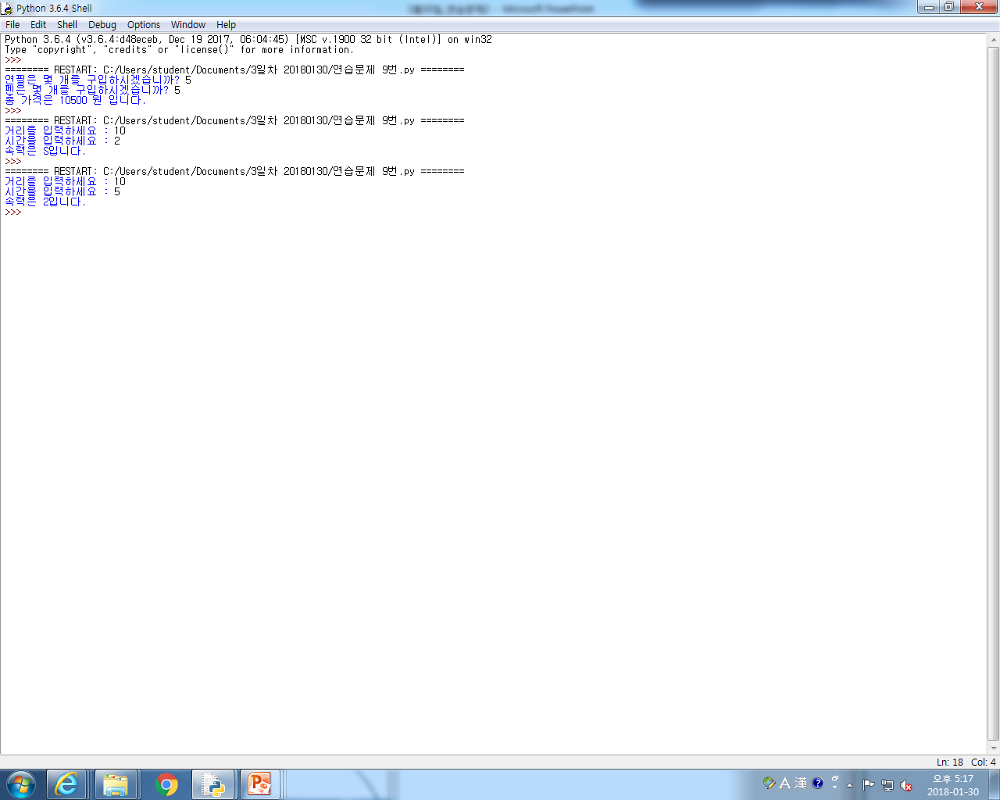 Python 3.6.4 Shell
Microsoft PowerPoint
File Edit Shell Debug Options Window Help
Python 3.6.4 (v3.6.4:d48eceb, Dec 19 2017, 06:04:45) [MSC v.1900 32 bit (Intel)] on win32
Type "copyright", "credits" or "license()" for more information.
>>>
======== RESTART: C:/Users/student/Documents/3일차 20180130/연습문제 9번.py ========
연필은 몇 개를 구입하시겠습니까? 5
펜은 몇 개를 구입하시겠습니까? 5
총 가격은 10500 원 입니다.
>>>
======== RESTART: C:/Users/student/Documents/3일차 20180130/연습문제 9번.py ========
거리를 입력하세요 : 10
시간을 입력하세요 : 2
속력은 S입니다.
>>>
======== RESTART: C:/Users/student/Documents/3일차 20180130/연습문제 9번.py ========
거리를 입력하세요 : 10
시간을 입력하세요 : 5
속력은 2입니다.
>>>
Ln: 18 Col: 4
A 漢
오후 5:17
2018-01-30